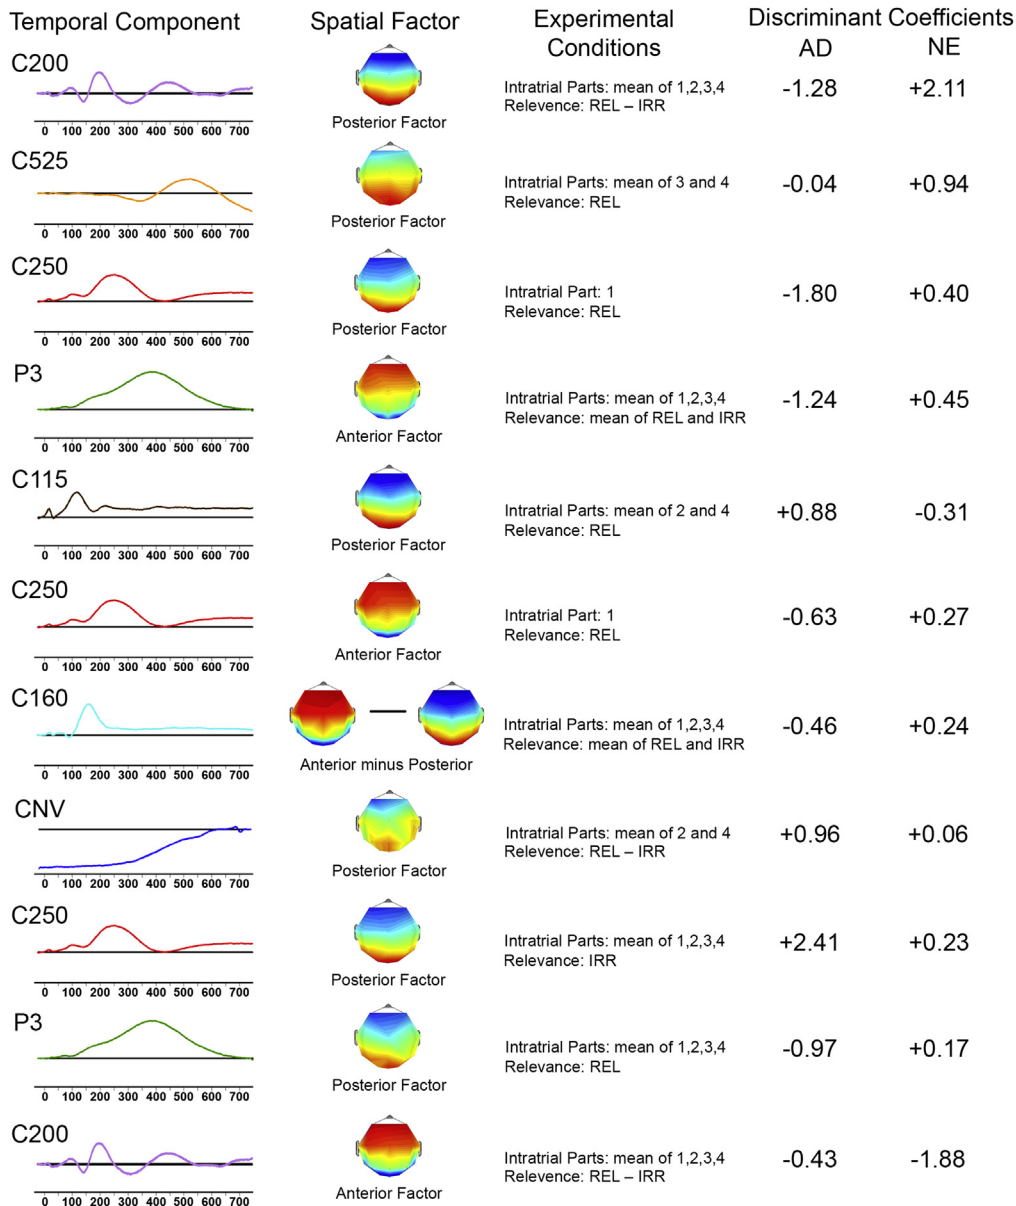 Temporal Component Spatial Factor Experimental Conditions Discriminant Coefficients
AD NE
C200
0 100 200 300 400 500 600 700
Posterior Factor
Intratrial Parts: mean of 1,2,3,4
Relevence: REL – IRR
-1.28 +2.11
C525
0 100 200 300 400 500 600 700
Posterior Factor
Intratrial Parts: mean of 3 and 4
Relevance: REL
-0.04 +0.94
C250
0 100 200 300 400 500 600 700
Posterior Factor
Intratrial Part: 1
Relevance: REL
-1.80 +0.40
P3
0 100 200 300 400 500 600 700
Anterior Factor
Intratrial Parts: mean of 1,2,3,4
Relevance: mean of REL and IRR
-1.24 +0.45
C115
0 100 200 300 400 500 600 700
Posterior Factor
Intratrial Parts: mean of 2 and 4
Relevance: REL
+0.88 -0.31
C250
0 100 200 300 400 500 600 700
Anterior Factor
Intratrial Part: 1
Relevance: REL
-0.63 +0.27
C160
0 100 200 300 400 500 600 700
Anterior minus Posterior
Intratrial Parts: mean of 1,2,3,4
Relevance: mean of REL and IRR
-0.46 +0.24
CNV
0 100 200 300 400 500 600 700
Posterior Factor
Intratrial Parts: mean of 2 and 4
Relevance: REL – IRR
+0.96 +0.06
C250
0 100 200 300 400 500 600 700
Posterior Factor
Intratrial Parts: mean of 1,2,3,4
Relevance: IRR
+2.41 +0.23
P3
0 100 200 300 400 500 600 700
Posterior Factor
Intratrial Parts: mean of 1,2,3,4
Relevance: REL
-0.97 +0.17
C200
0 100 200 300 400 500 600 700
Anterior Factor
Intratrial Parts: mean of 1,2,3,4
Relevence: REL – IRR
-0.43 -1.88